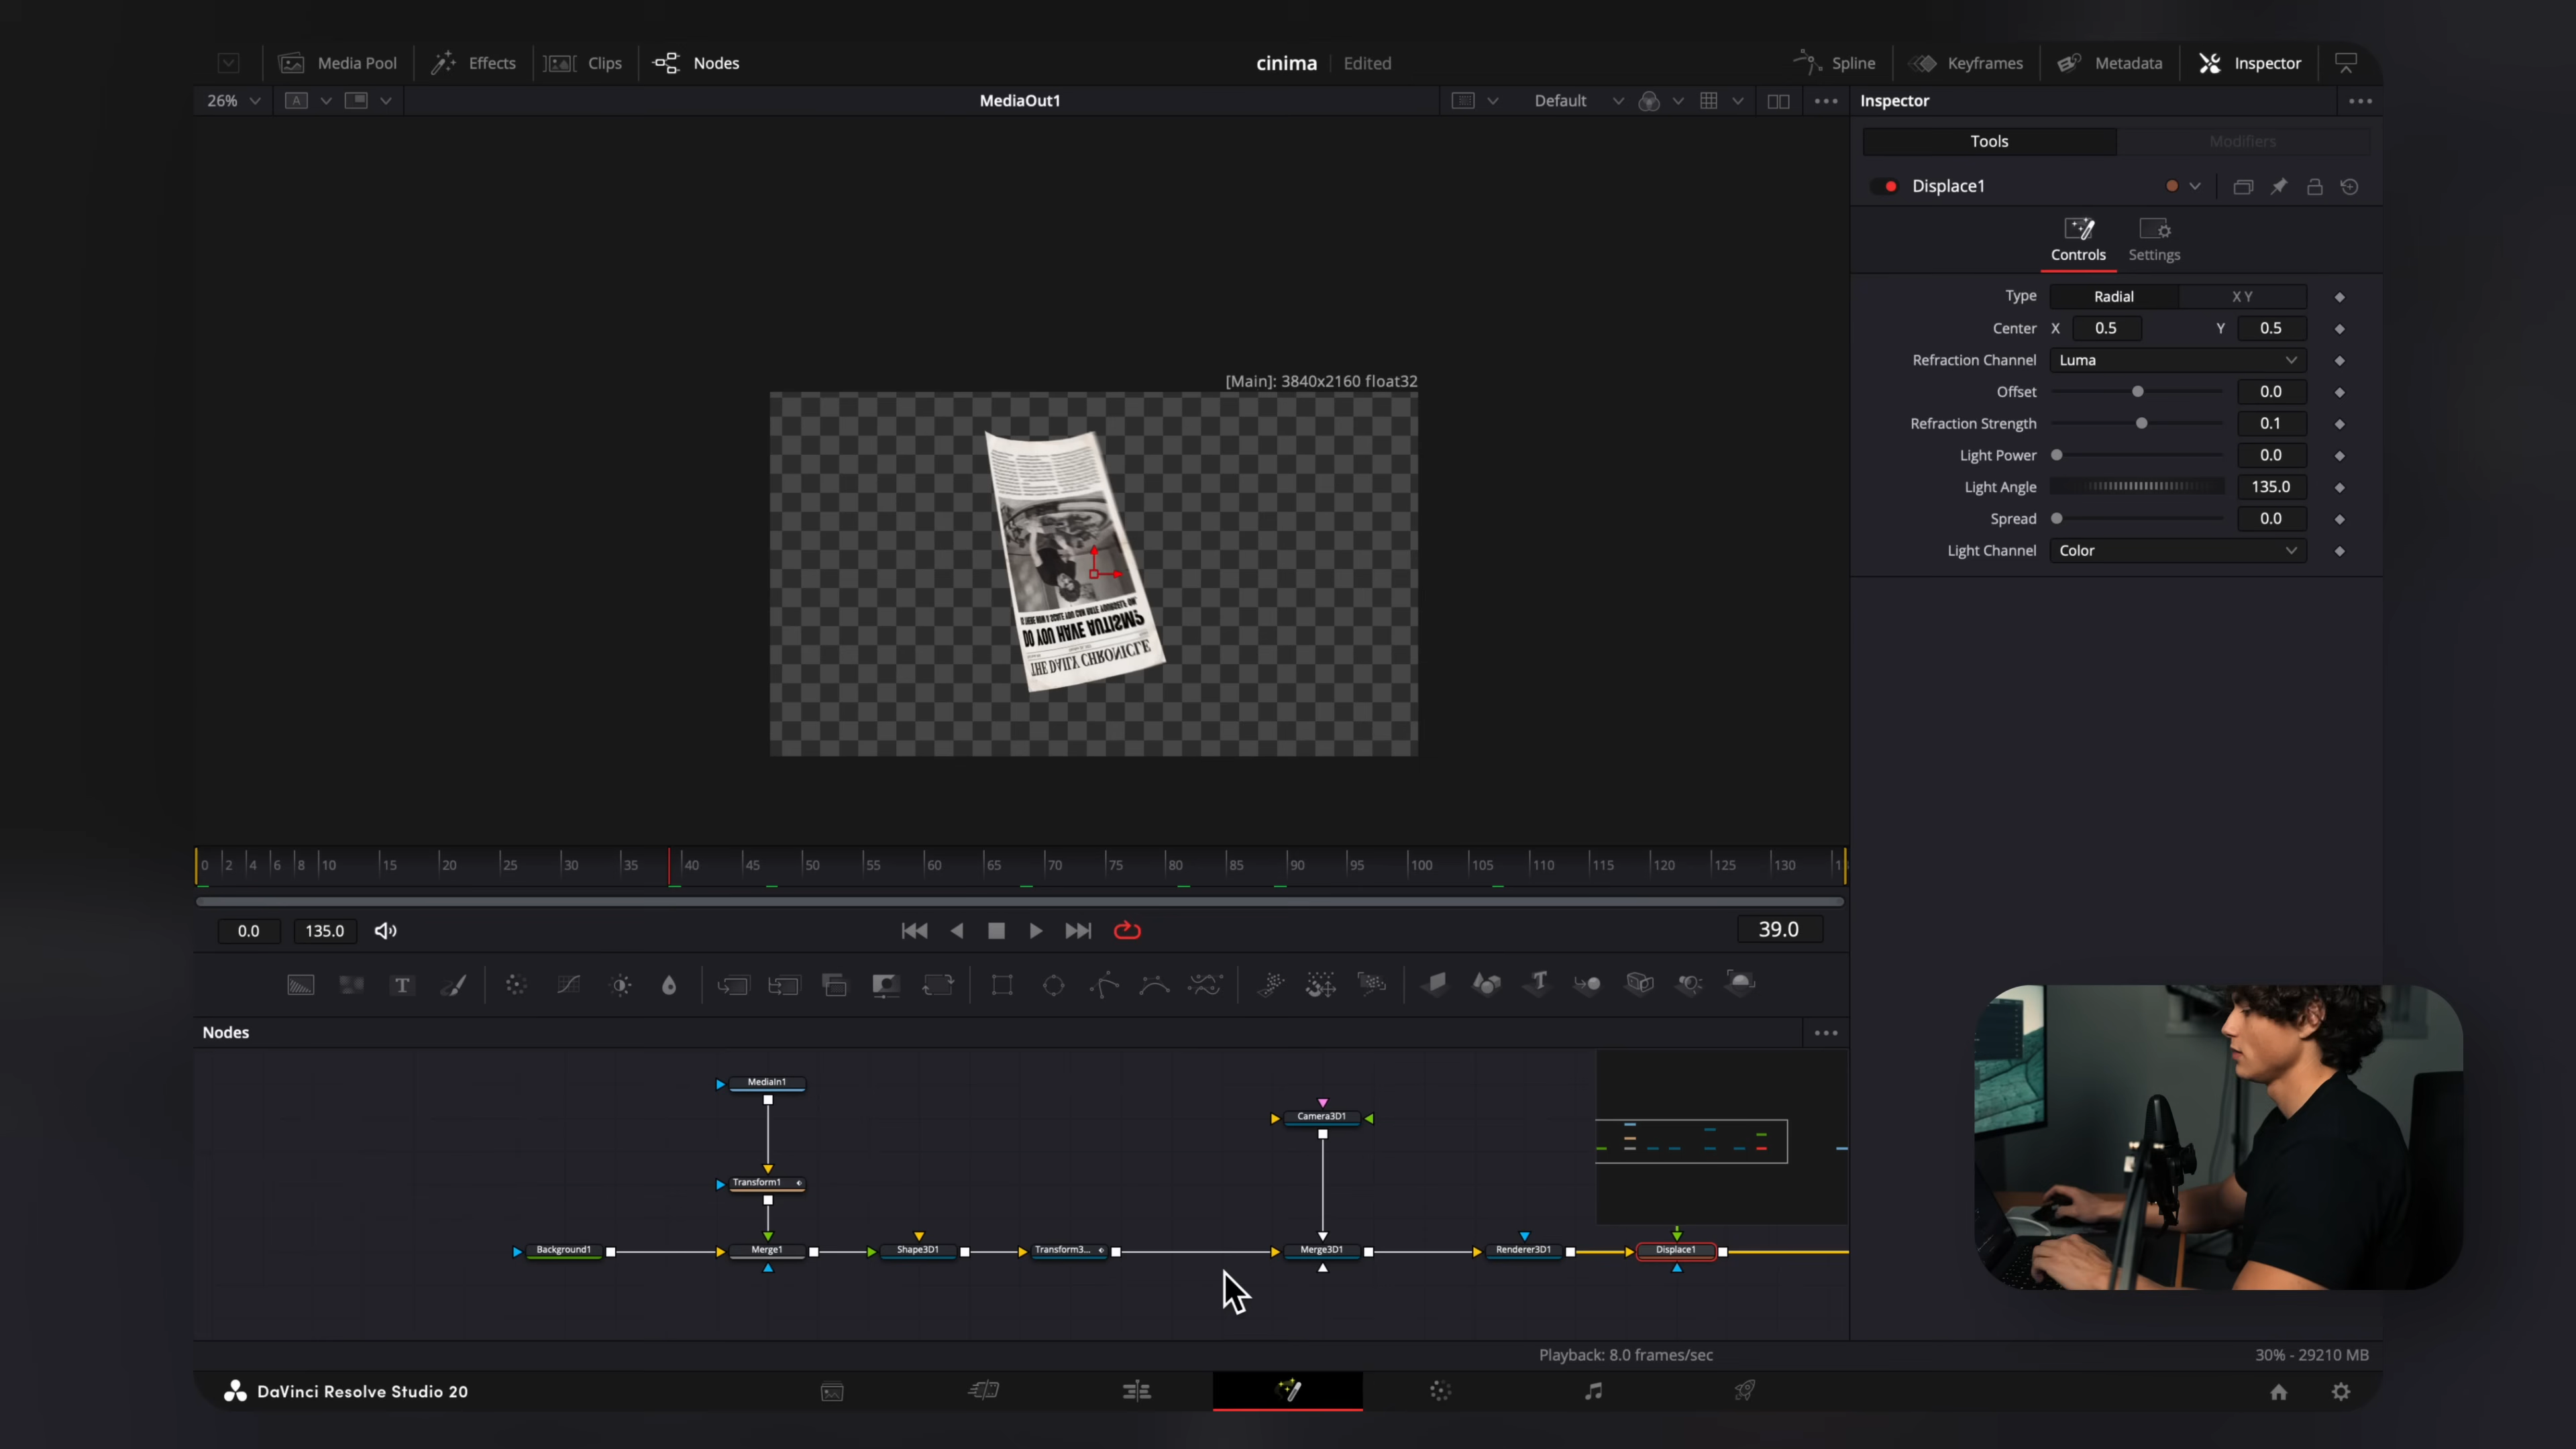 Media Pool Effects Clips Nodes cinima Edited Spline Keyframes Metadata Inspector
26% A MediaOut1 Default Inspector
Tools Modifiers
Displace1
Controls Settings
Type Radial X Y
Center X 0.5 Y 0.5
Refraction Channel Luma
Offset 0.0
Refraction Strength 0.1
Light Power 0.0
Light Angle 135.0
Spread 0.0
Light Channel Color
[Main]: 3840x2160 float32
DO YOU HAVE AUTISM?
THE DAILY CHRONICLE
0 2 4 6 8 10 15 20 25 30 35 40 45 50 55 60 65 70 75 80 85 90 95 100 105 110 115 120 125 130
0.0 135.0 39.0
Nodes
MediaIn1
Camera3D1
Transform1
Background1 Merge1 Shape3D1 Transform3... Merge3D1 Renderer3D1 Displace1
Playback: 8.0 frames/sec 30% - 29210 MB
DaVinci Resolve Studio 20